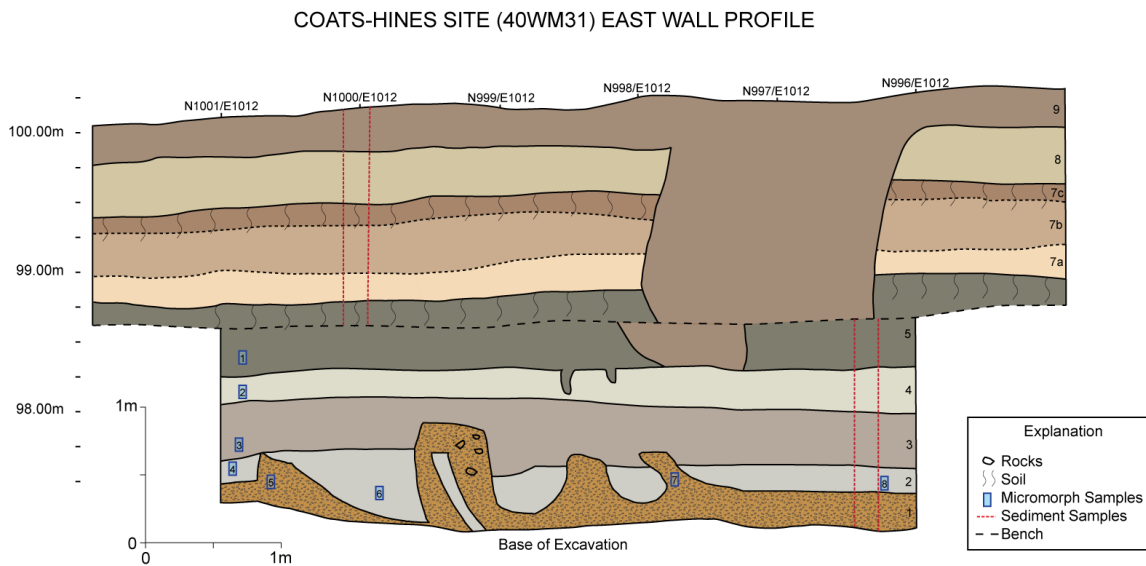 COATS-HINES SITE (40WM31) EAST WALL PROFILE
N1001/E1012
N1000/E1012
N999/E1012
N998/E1012
N997/E1012
N996/E1012
100.00m
99.00m
98.00m
9
8
7c
7b
7a
5
4
3
2
1
1
2
3
4
5
6
7
8
1m
0
0
1m
Base of Excavation
Explanation
Rocks
Soil
Micromorph Samples
Sediment Samples
Bench